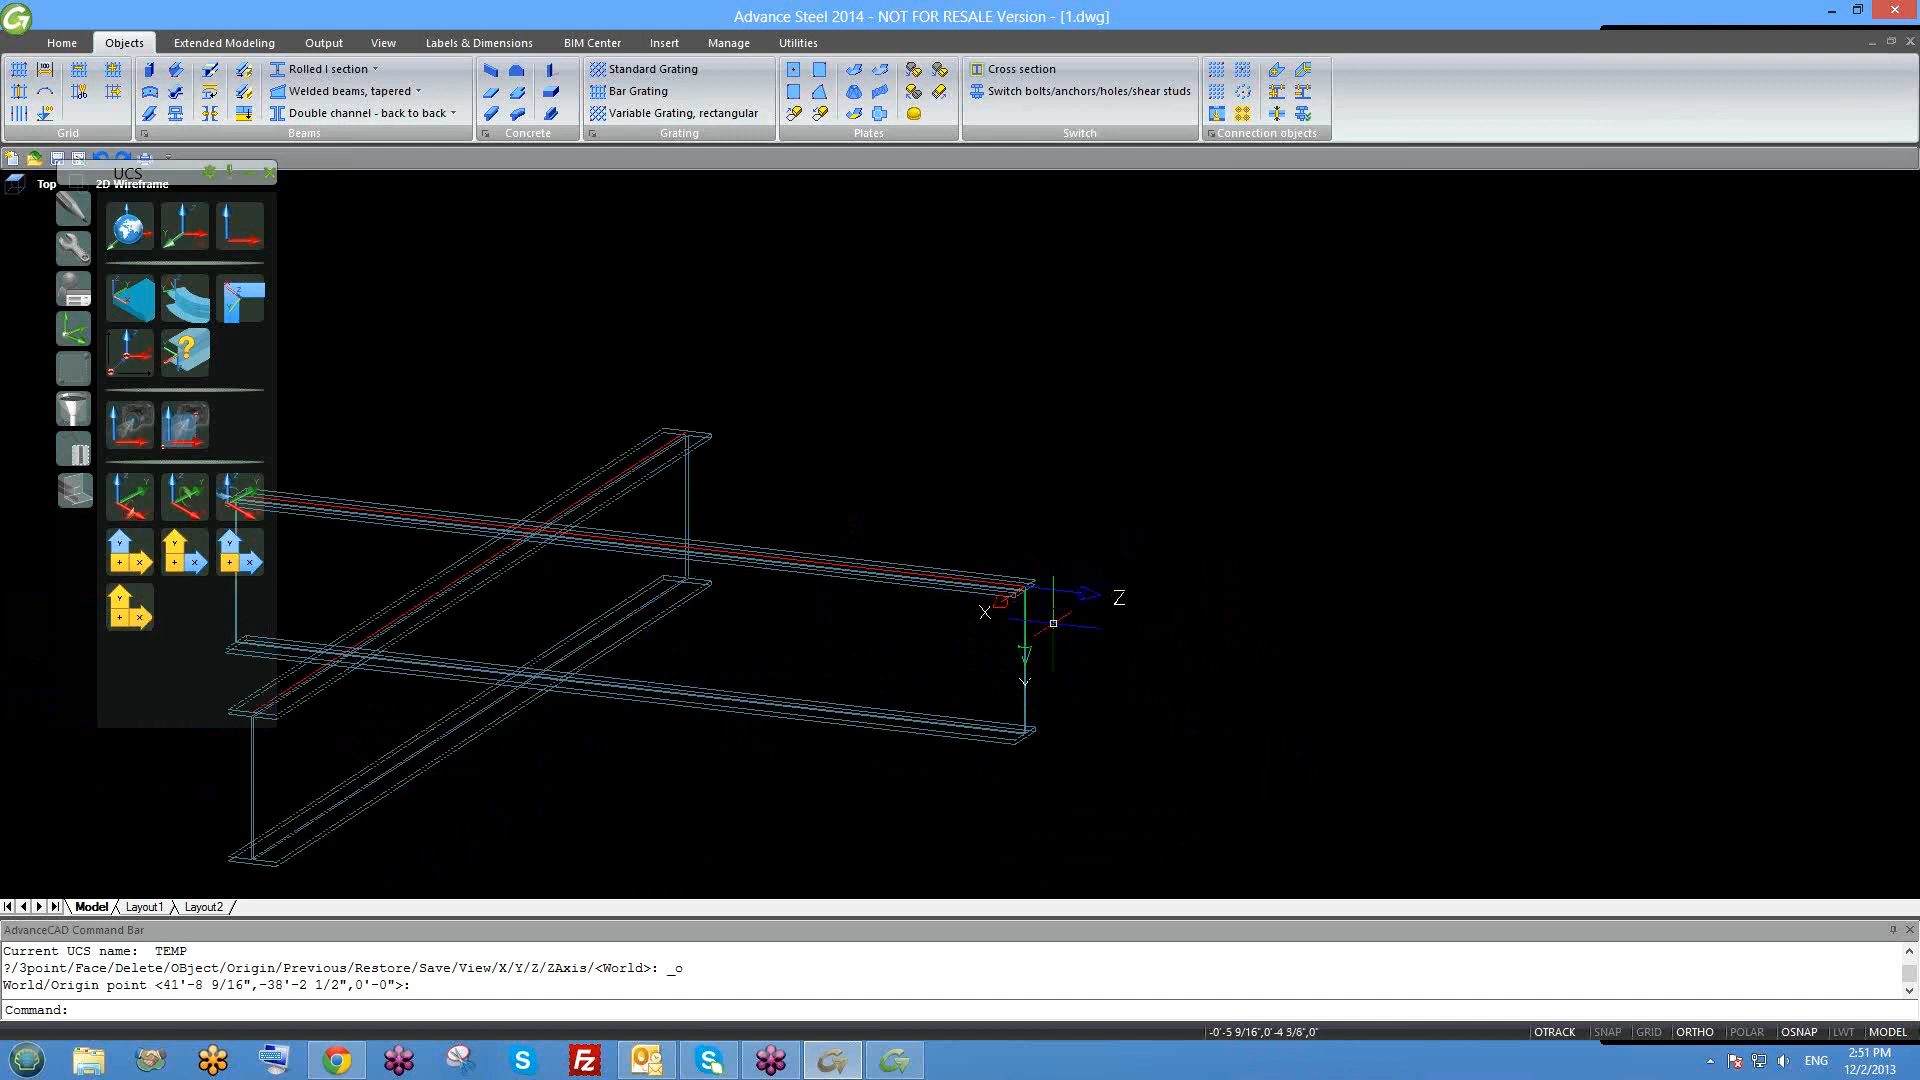 Advance Steel 2014 - NOT FOR RESALE Version - [1.dwg]
Home Objects Extended Modeling Output View Labels & Dimensions BIM Center Insert Manage Utilities
Rolled I section
Welded beams, tapered
Double channel - back to back
Standard Grating
Bar Grating
Variable Grating, rectangular
Cross section
Switch bolts/anchors/holes/shear studs
Grid Beams Concrete Grating Plates Switch Connection objects
UCS
Top 2D Wireframe
X Z
Y
Model Layout1 Layout2
AdvanceCAD Command Bar
Current UCS name: TEMP
?/3point/Face/Delete/OBject/Origin/Previous/Restore/Save/View/X/Y/Z/ZAxis/<World>: _o
World/Origin point <41'-8 9/16",-38'-2 1/2",0'-0">:
Command:
-0'-5 9/16",0'-4 3/8",0" OTRACK SNAP GRID ORTHO POLAR OSNAP LWT MODEL
ENG 2:51 PM
12/2/2013